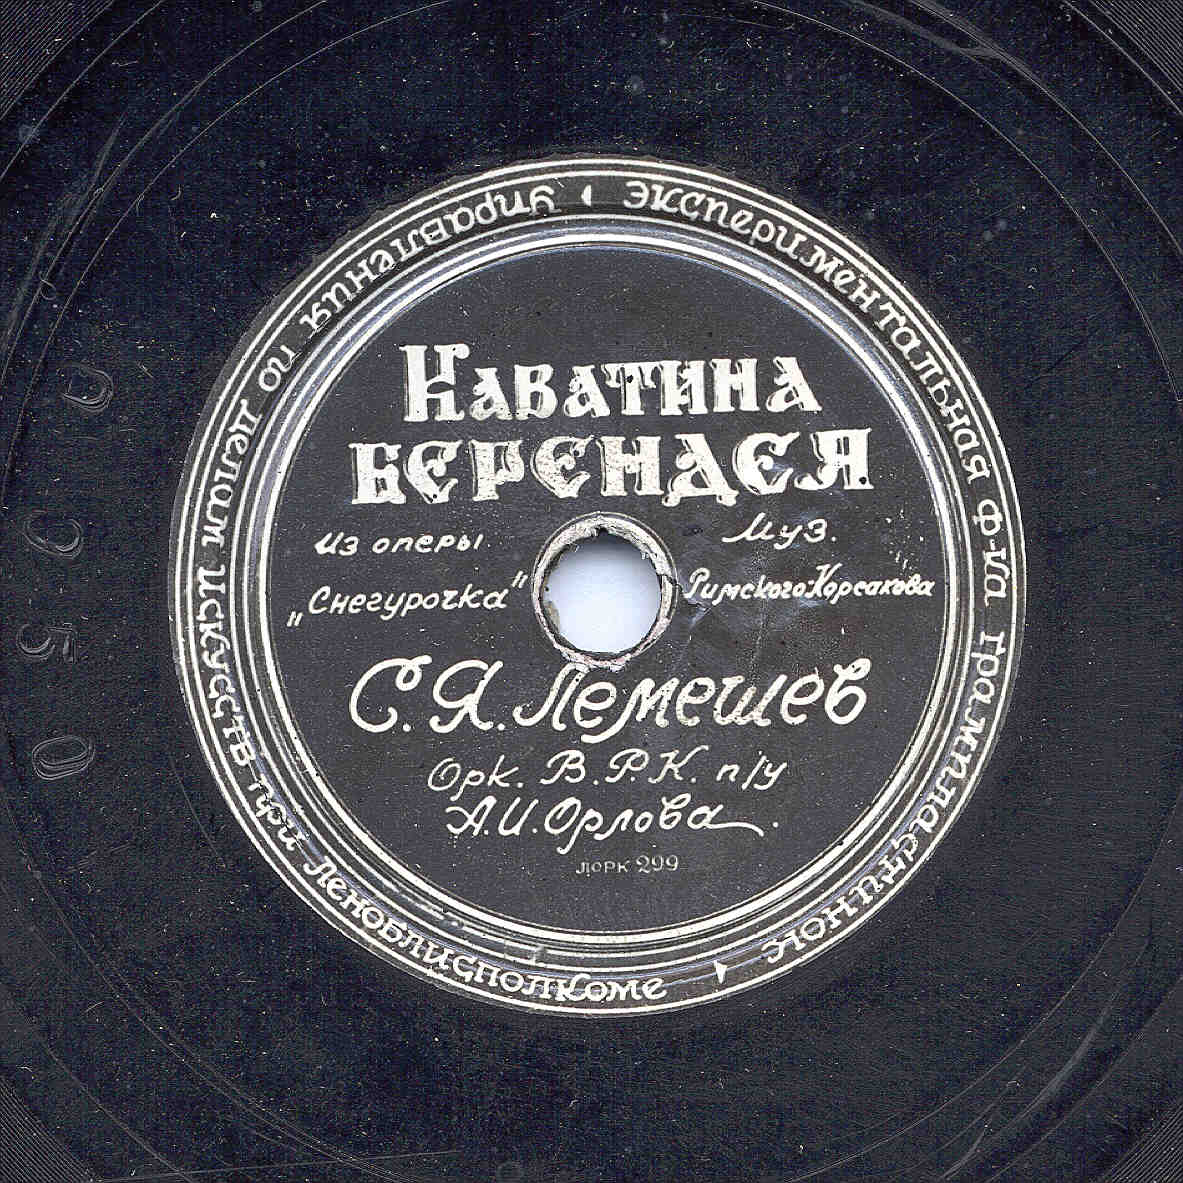 Экспериментальная ф-ка Грампластинок
Управления по делам искусств при Леноблисполкоме
Каватина
Берендея
из оперы
„Снегурочка"
Муз.
Римского-Корсакова
С. Я. Лемешев
Орк. В.Р.К. п/у
А.И. Орлова.
ЛОРК 299
0350